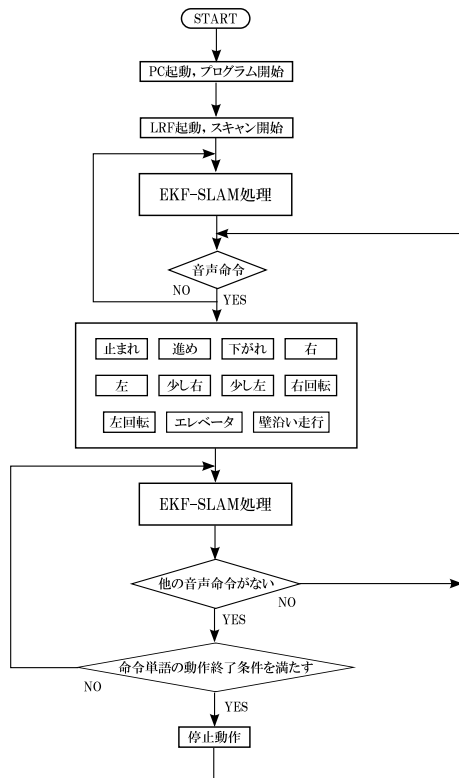 START
PC起動，プログラム開始
LRF起動，スキャン開始
EKF-SLAM処理
音声命令
NO
YES
止まれ
進め
下がれ
右
左
少し右
少し左
右回転
左回転
エレベータ
壁沿い走行
EKF-SLAM処理
他の音声命令がない
NO
YES
命令単語の動作終了条件を満たす
NO
YES
停止動作